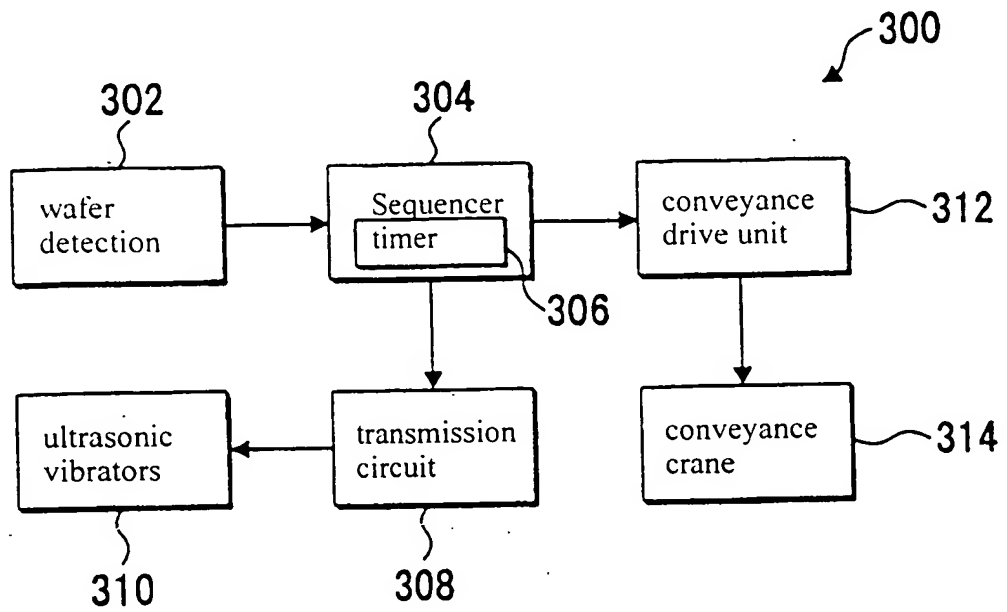 300
302
304
wafer
detection
Sequencer
timer
conveyance
drive unit
312
306
ultrasonic
vibrators
transmission
circuit
conveyance
crane
314
310
308